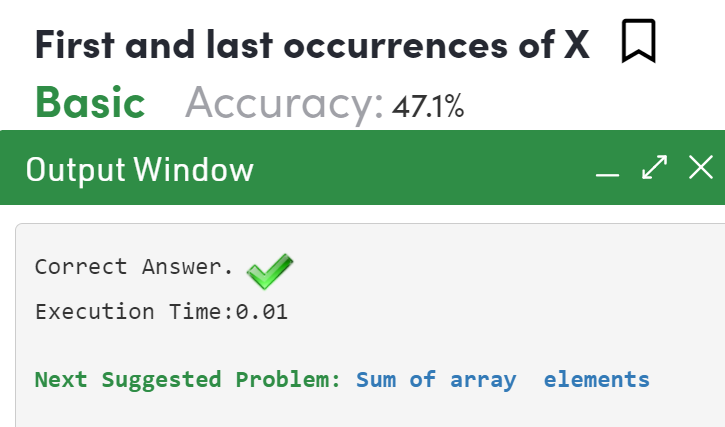 First and last occurrences of X
Basic Accuracy: 47.1%
Output Window
Correct Answer.
Execution Time:0.01
Next Suggested Problem: Sum of array elements